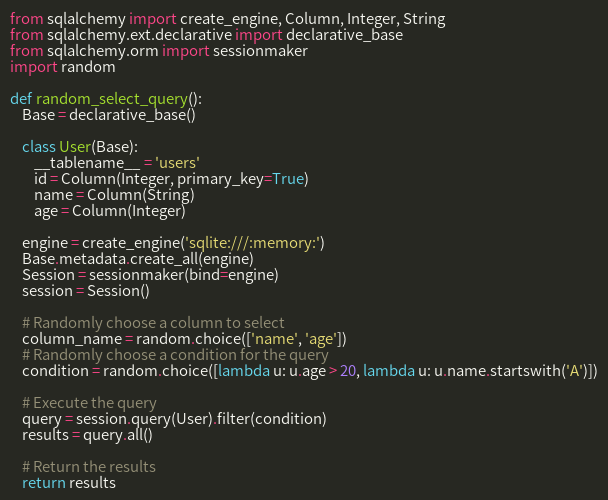 from sqlalchemy import create_engine, Column, Integer, String
from sqlalchemy.ext.declarative import declarative_base
from sqlalchemy.orm import sessionmaker
import random

def random_select_query():
    Base = declarative_base()

    class User(Base):
        __tablename__ = 'users'
        id = Column(Integer, primary_key=True)
        name = Column(String)
        age = Column(Integer)

    engine = create_engine('sqlite:///:memory:')
    Base.metadata.create_all(engine)
    Session = sessionmaker(bind=engine)
    session = Session()

    # Randomly choose a column to select
    column_name = random.choice(['name', 'age'])
    # Randomly choose a condition for the query
    condition = random.choice([lambda u: u.age > 20, lambda u: u.name.startswith('A')])

    # Execute the query
    query = session.query(User).filter(condition)
    results = query.all()

    # Return the results
    return results